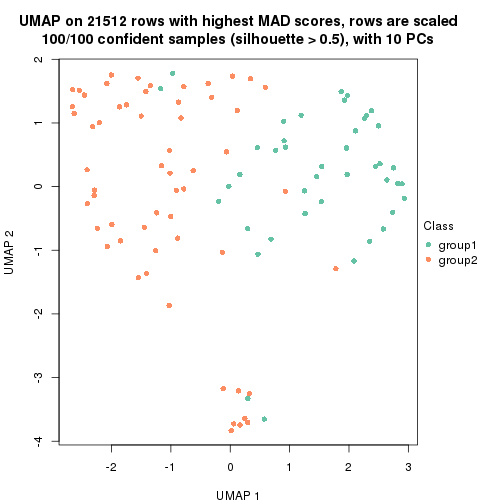 UMAP on 21512 rows with highest MAD scores, rows are scaled
100/100 confident samples (silhouette > 0.5), with 10 PCs
2
1
0
-1
-2
-3
-4
UMAP 2
Class
group1
group2
-2
-1
0
1
2
3
UMAP 1